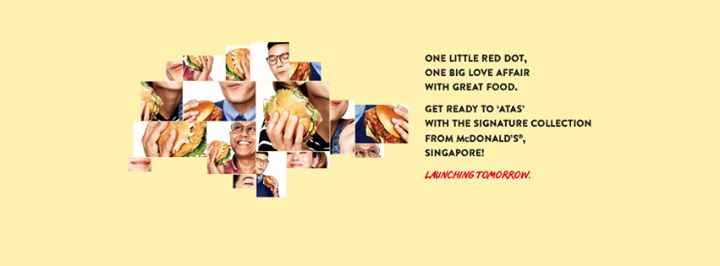 ONE LITTLE RED DOT,
ONE BIG LOVE AFFAIR
WITH GREAT FOOD.
GET READY TO ‘ATAS’
WITH THE SIGNATURE COLLECTION
FROM McDONALD’S®,
SINGAPORE!
LAUNCHING TOMORROW.